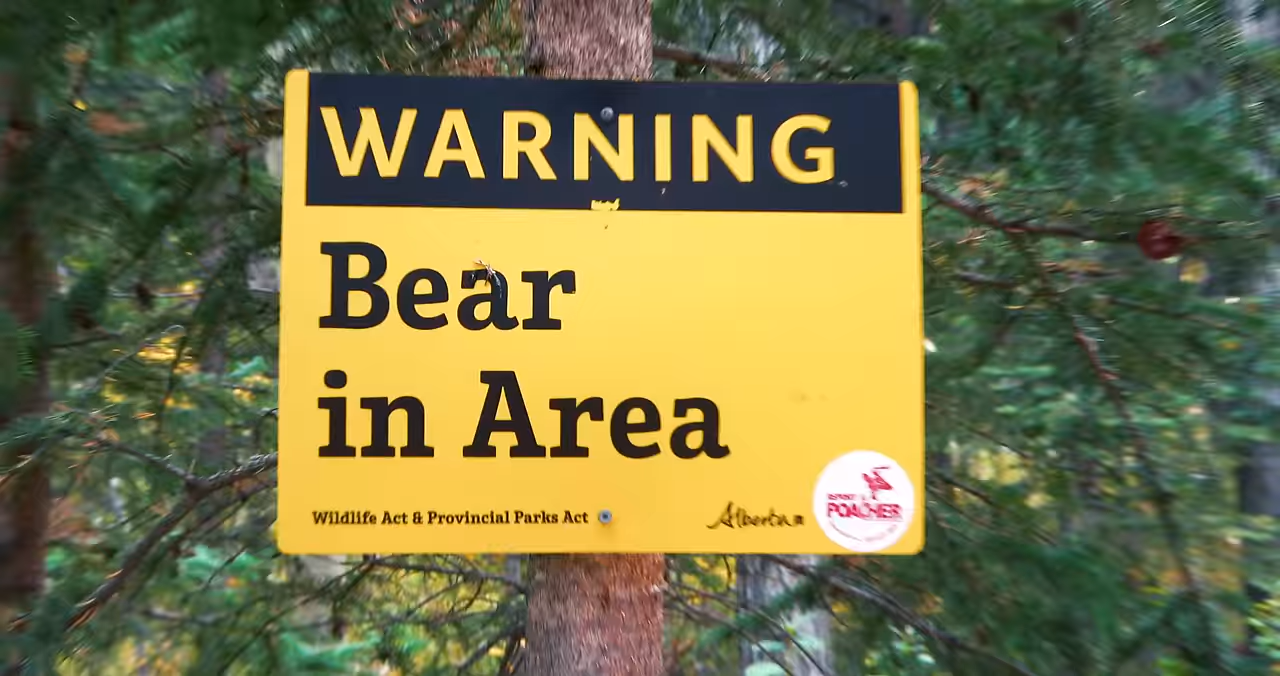 WARNING
Bear
in Area
Wildlife Act & Provincial Parks Act
Alberta
REPORT A
POACHER